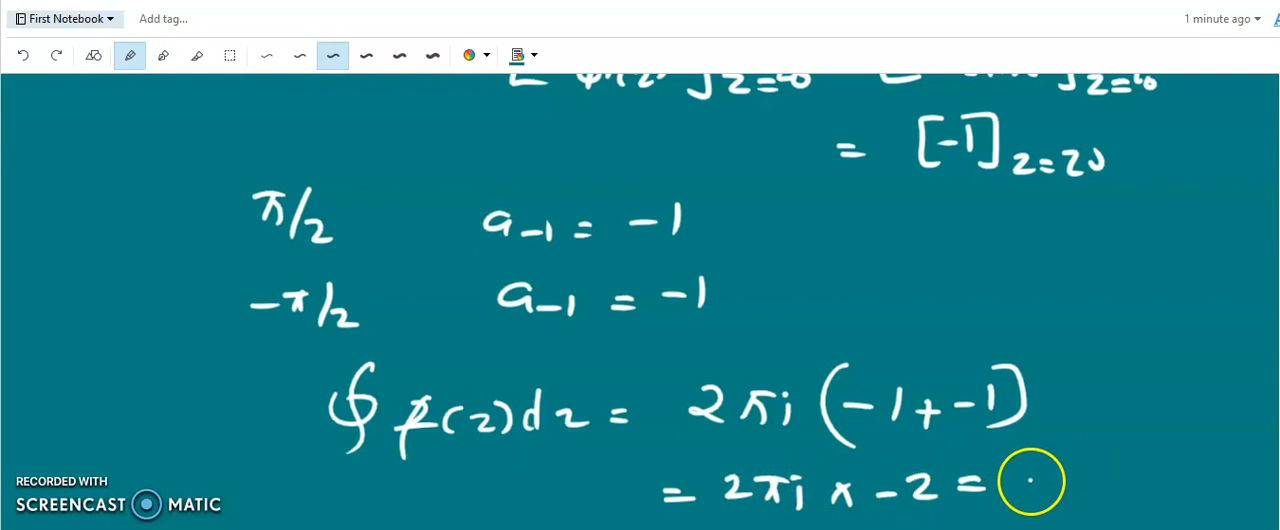 First Notebook Add tag... 1 minute ago
= [-1] z=z0
π/2 a-1 = -1
-π/2 a-1 = -1
∮ f(z)dz = 2πi (-1+-1)
= 2πi × -2 =
RECORDED WITH
SCREENCAST MATIC